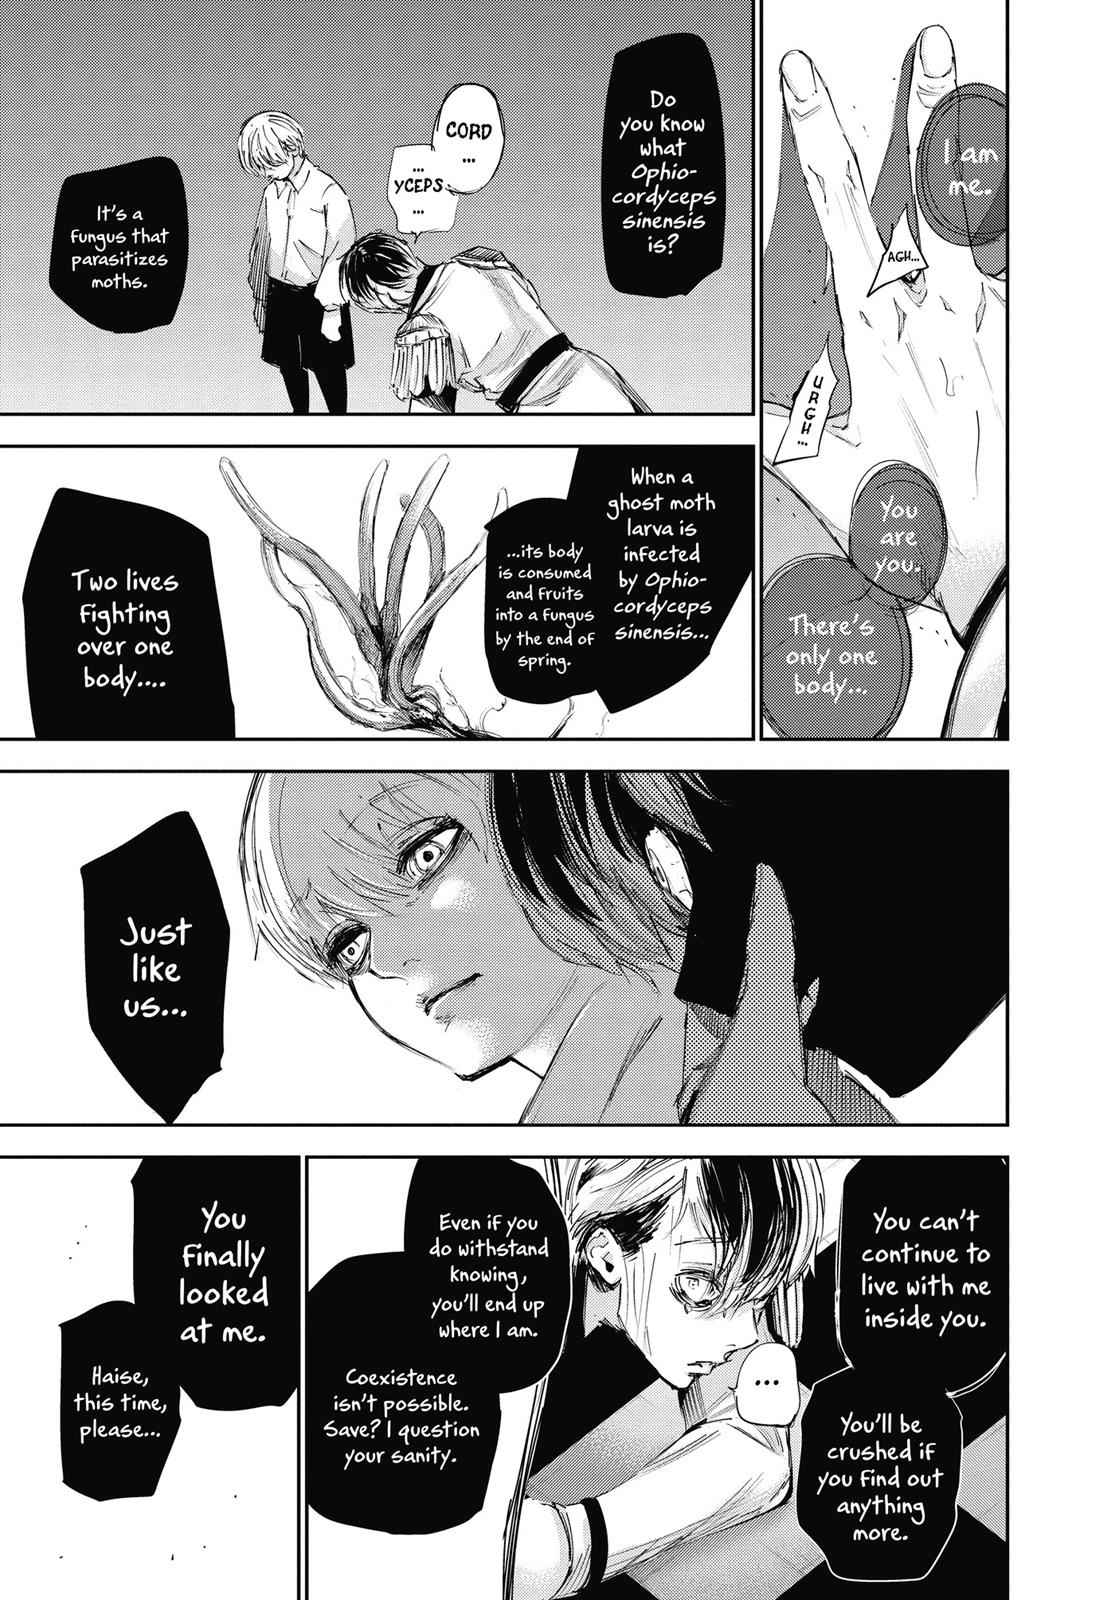 I am
me.
AGH...
URGH...
You
are
you.
There's
only one
body...
Do
you know
what
Ophio-
cordyceps
sinensis
is?
CORD
...
...
YCEPS
...
It's a
fungus that
parasitizes
moths.
When a
ghost moth
larva is
infected
by Ophio-
cordyceps
sinensis...
...its body
is consumed
and fruits
into a fungus
by the end of
spring.
Two lives
fighting
over one
body....
Just
like
us...
You can't
continue to
live with me
inside you.
You'll be
crushed if
you find out
anything
more.
...
Even if you
do withstand
knowing,
you'll end up
where I am.
Coexistence
isn't possible.
Save? I question
your sanity.
You
finally
looked
at me.
Haise,
this time,
please...